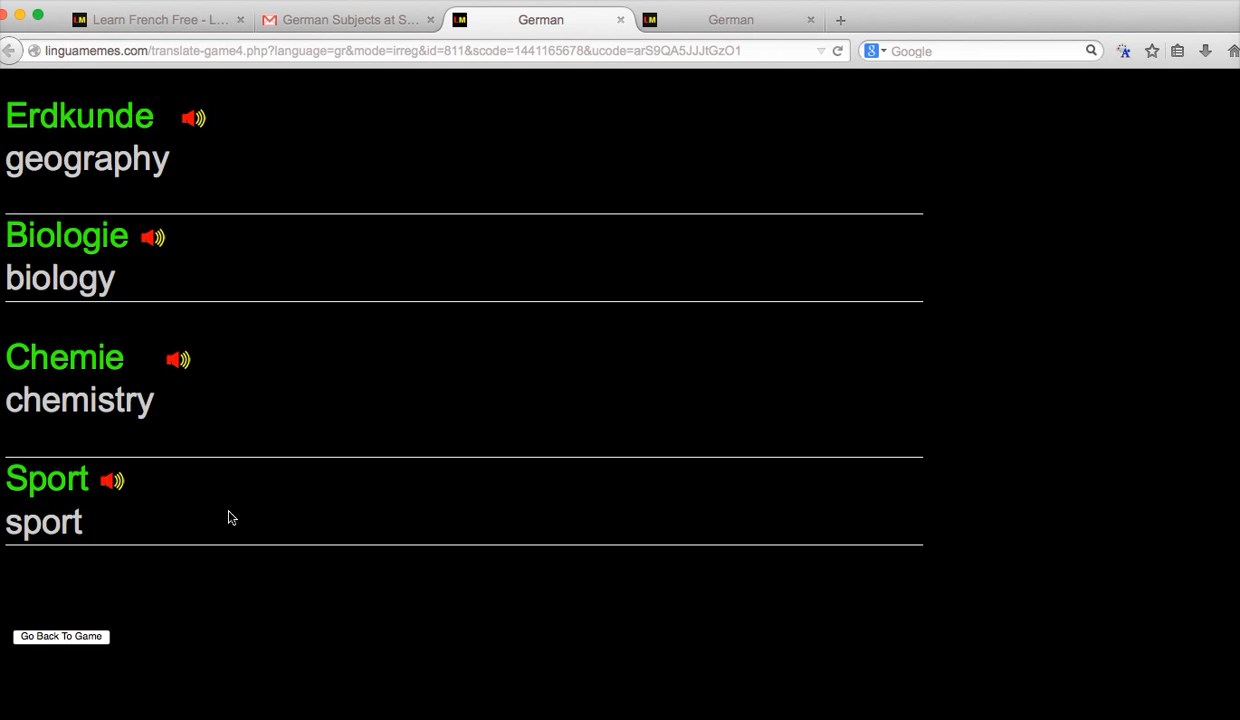 Learn French Free - L...
German Subjects at S...
German
German
linguamemes.com/translate-game4.php?language=gr&mode=irreg&id=811&scode=1441165678&ucode=arS9QA5JJJtGzO1
Google
Erdkunde
geography
Biologie
biology
Chemie
chemistry
Sport
sport
Go Back To Game